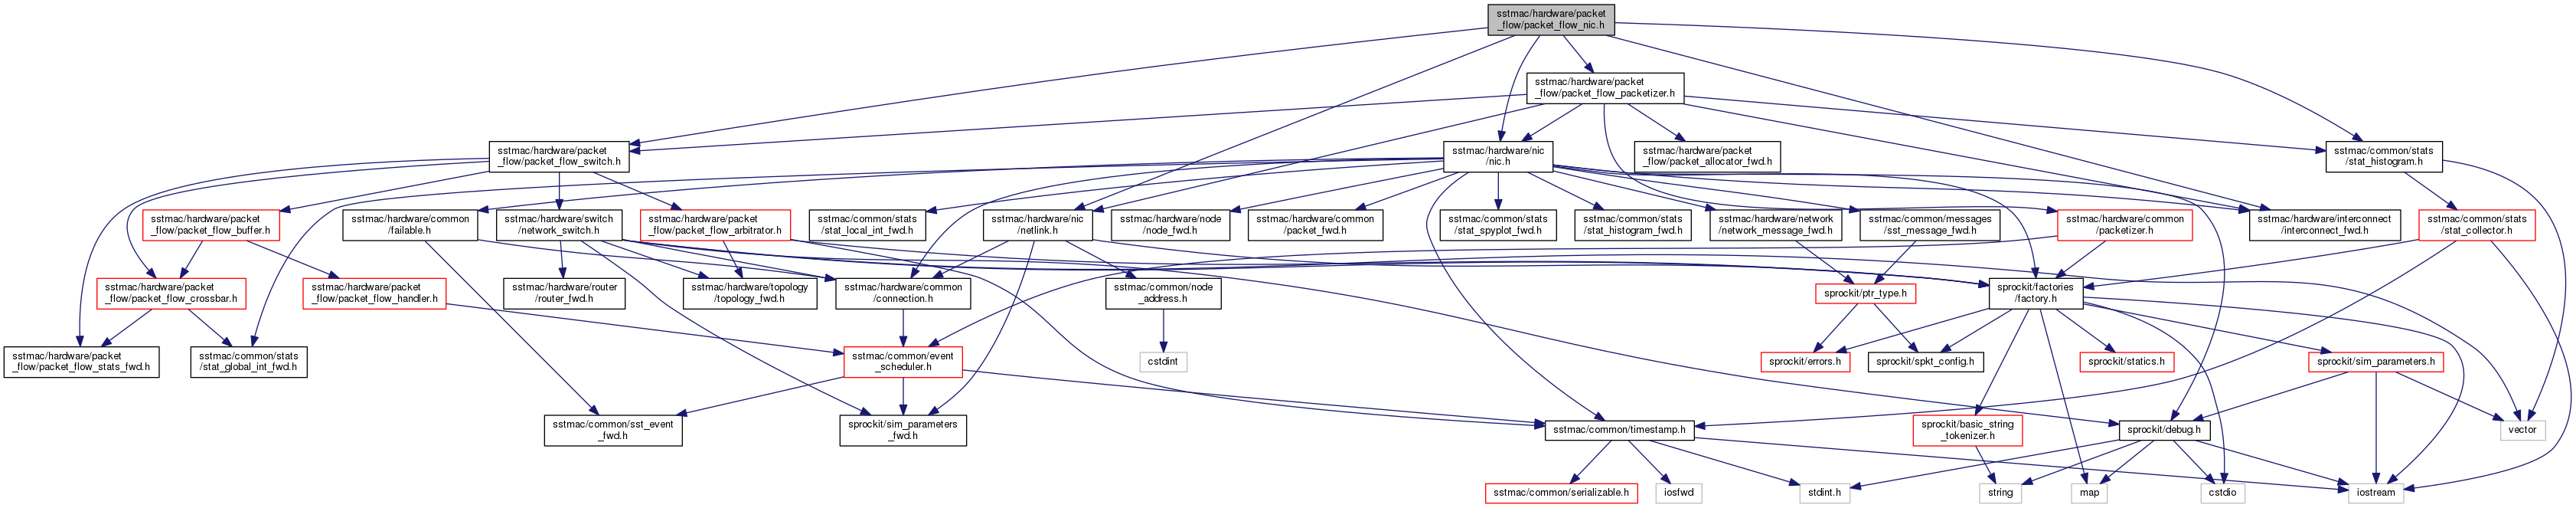 sstmac/hardware/packet
_flow/packet_flow_nic.h
sstmac/hardware/packet
_flow/packet_flow_packetizer.h
sstmac/hardware/packet
_flow/packet_flow_switch.h
sstmac/hardware/nic
/nic.h
sstmac/hardware/packet
_flow/packet_allocator_fwd.h
sstmac/common/stats
/stat_histogram.h
sstmac/hardware/packet
_flow/packet_flow_buffer.h
sstmac/hardware/common
/failable.h
sstmac/hardware/switch
/network_switch.h
sstmac/hardware/packet
_flow/packet_flow_arbitrator.h
sstmac/common/stats
/stat_local_int_fwd.h
sstmac/hardware/nic
/netlink.h
sstmac/hardware/node
/node_fwd.h
sstmac/hardware/common
/packet_fwd.h
sstmac/common/stats
/stat_spyplot_fwd.h
sstmac/common/stats
/stat_histogram_fwd.h
sstmac/hardware/network
/network_message_fwd.h
sstmac/common/messages
/sst_message_fwd.h
sstmac/hardware/common
/packetizer.h
sstmac/hardware/interconnect
/interconnect_fwd.h
sstmac/common/stats
/stat_collector.h
sstmac/hardware/packet
_flow/packet_flow_crossbar.h
sstmac/hardware/packet
_flow/packet_flow_handler.h
sstmac/hardware/router
/router_fwd.h
sstmac/hardware/topology
/topology_fwd.h
sstmac/hardware/common
/connection.h
sstmac/common/node
_address.h
sprockit/ptr_type.h
sprockit/factories
/factory.h
sstmac/hardware/packet
_flow/packet_flow_stats_fwd.h
sstmac/common/stats
/stat_global_int_fwd.h
sstmac/common/event
_scheduler.h
cstdint
sprockit/errors.h
sprockit/spkt_config.h
sprockit/statics.h
sprockit/sim_parameters.h
sstmac/common/sst_event
_fwd.h
sprockit/sim_parameters
_fwd.h
sstmac/common/timestamp.h
sprockit/basic_string
_tokenizer.h
sprockit/debug.h
vector
sstmac/common/serializable.h
iosfwd
stdint.h
string
map
cstdio
iostream